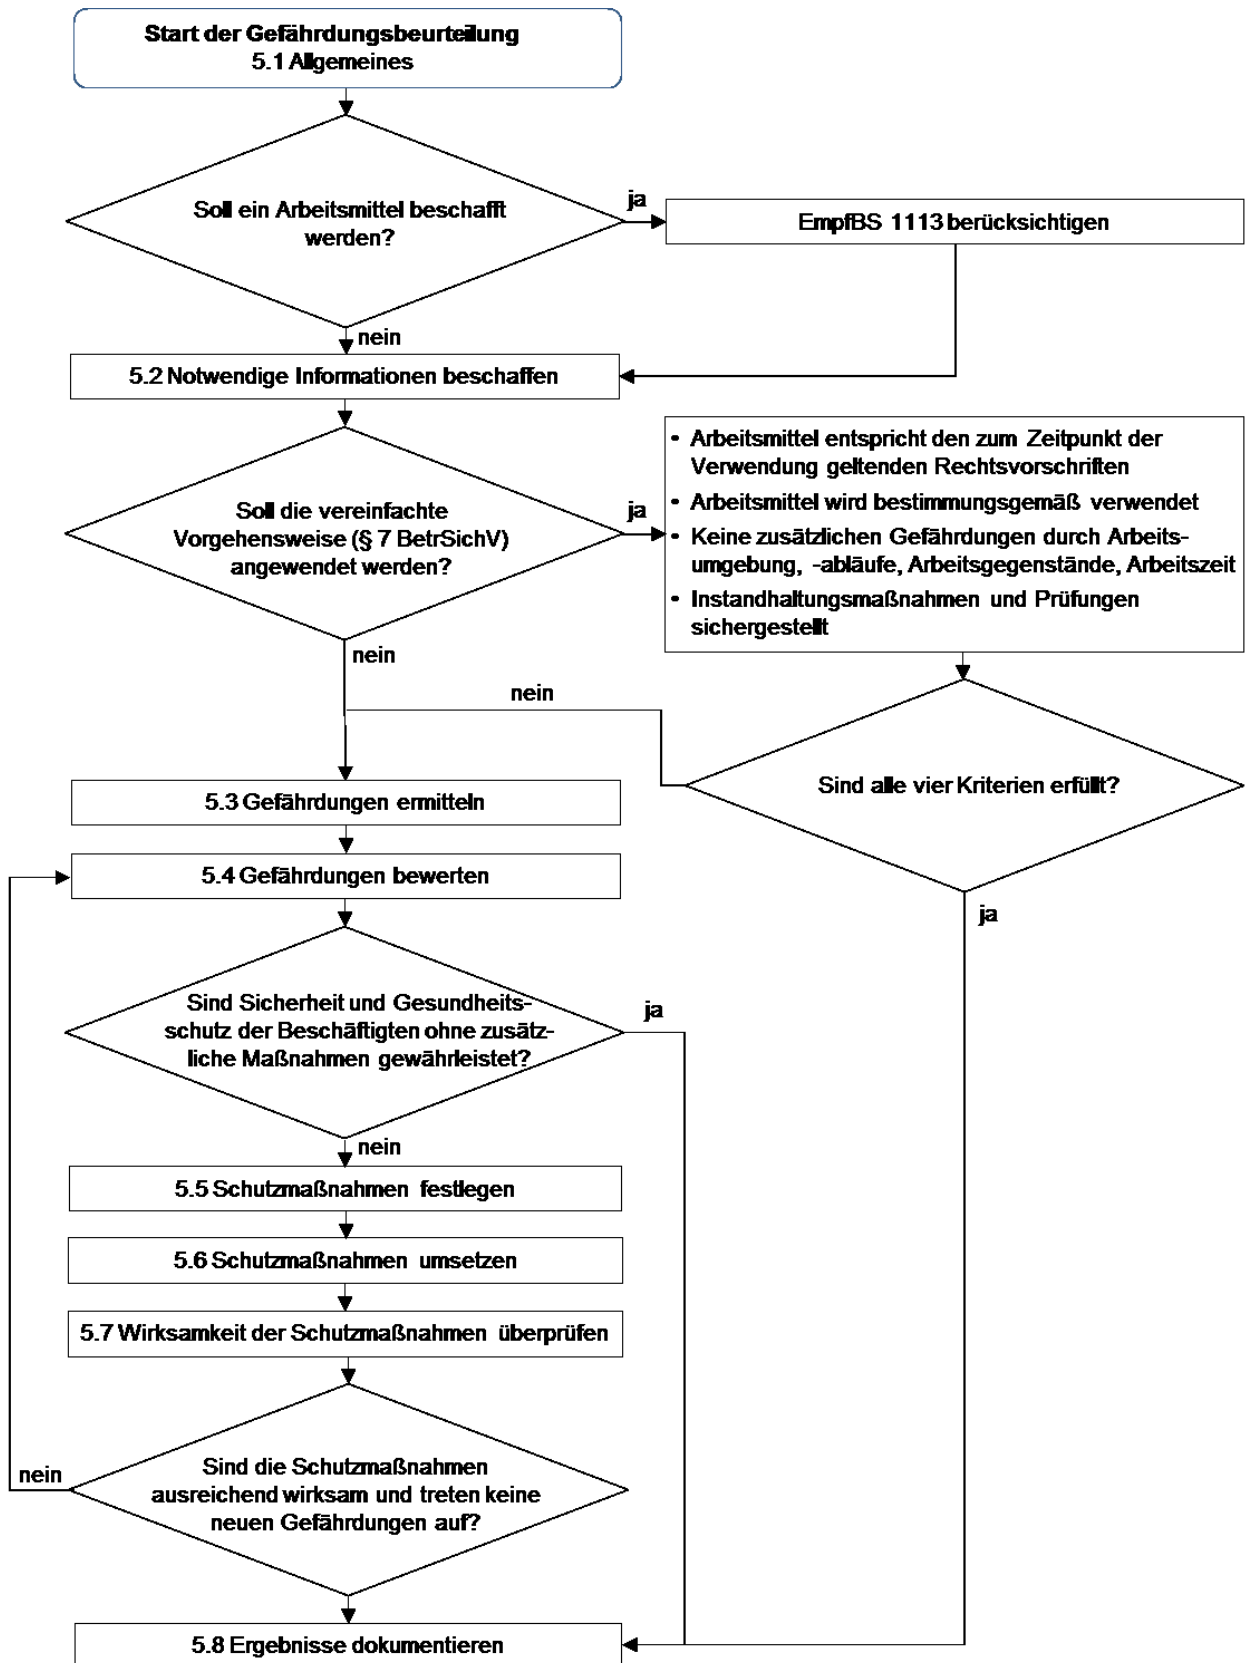 Start der Gefährdungsbeurteilung
5.1 Allgemeines
Soll ein Arbeitsmittel beschafft
werden?
ja
EmpfBS 1113 berücksichtigen
nein
5.2 Notwendige Informationen beschaffen
Soll die vereinfachte
Vorgehensweise (§ 7 BetrSichV)
angewendet werden?
ja
• Arbeitsmittel entspricht den zum Zeitpunkt der
Verwendung geltenden Rechtsvorschriften
• Arbeitsmittel wird bestimmungsgemäß verwendet
• Keine zusätzlichen Gefährdungen durch Arbeits-
umgebung, -abläufe, Arbeitsgegenstände, Arbeitszeit
• Instandhaltungsmaßnahmen und Prüfungen
sichergestellt
nein
nein
Sind alle vier Kriterien erfüllt?
ja
5.3 Gefährdungen ermitteln
5.4 Gefährdungen bewerten
Sind Sicherheit und Gesundheits-
schutz der Beschäftigten ohne zusätz-
liche Maßnahmen gewährleistet?
ja
nein
5.5 Schutzmaßnahmen festlegen
5.6 Schutzmaßnahmen umsetzen
5.7 Wirksamkeit der Schutzmaßnahmen überprüfen
Sind die Schutzmaßnahmen
ausreichend wirksam und treten keine
neuen Gefährdungen auf?
nein
5.8 Ergebnisse dokumentieren